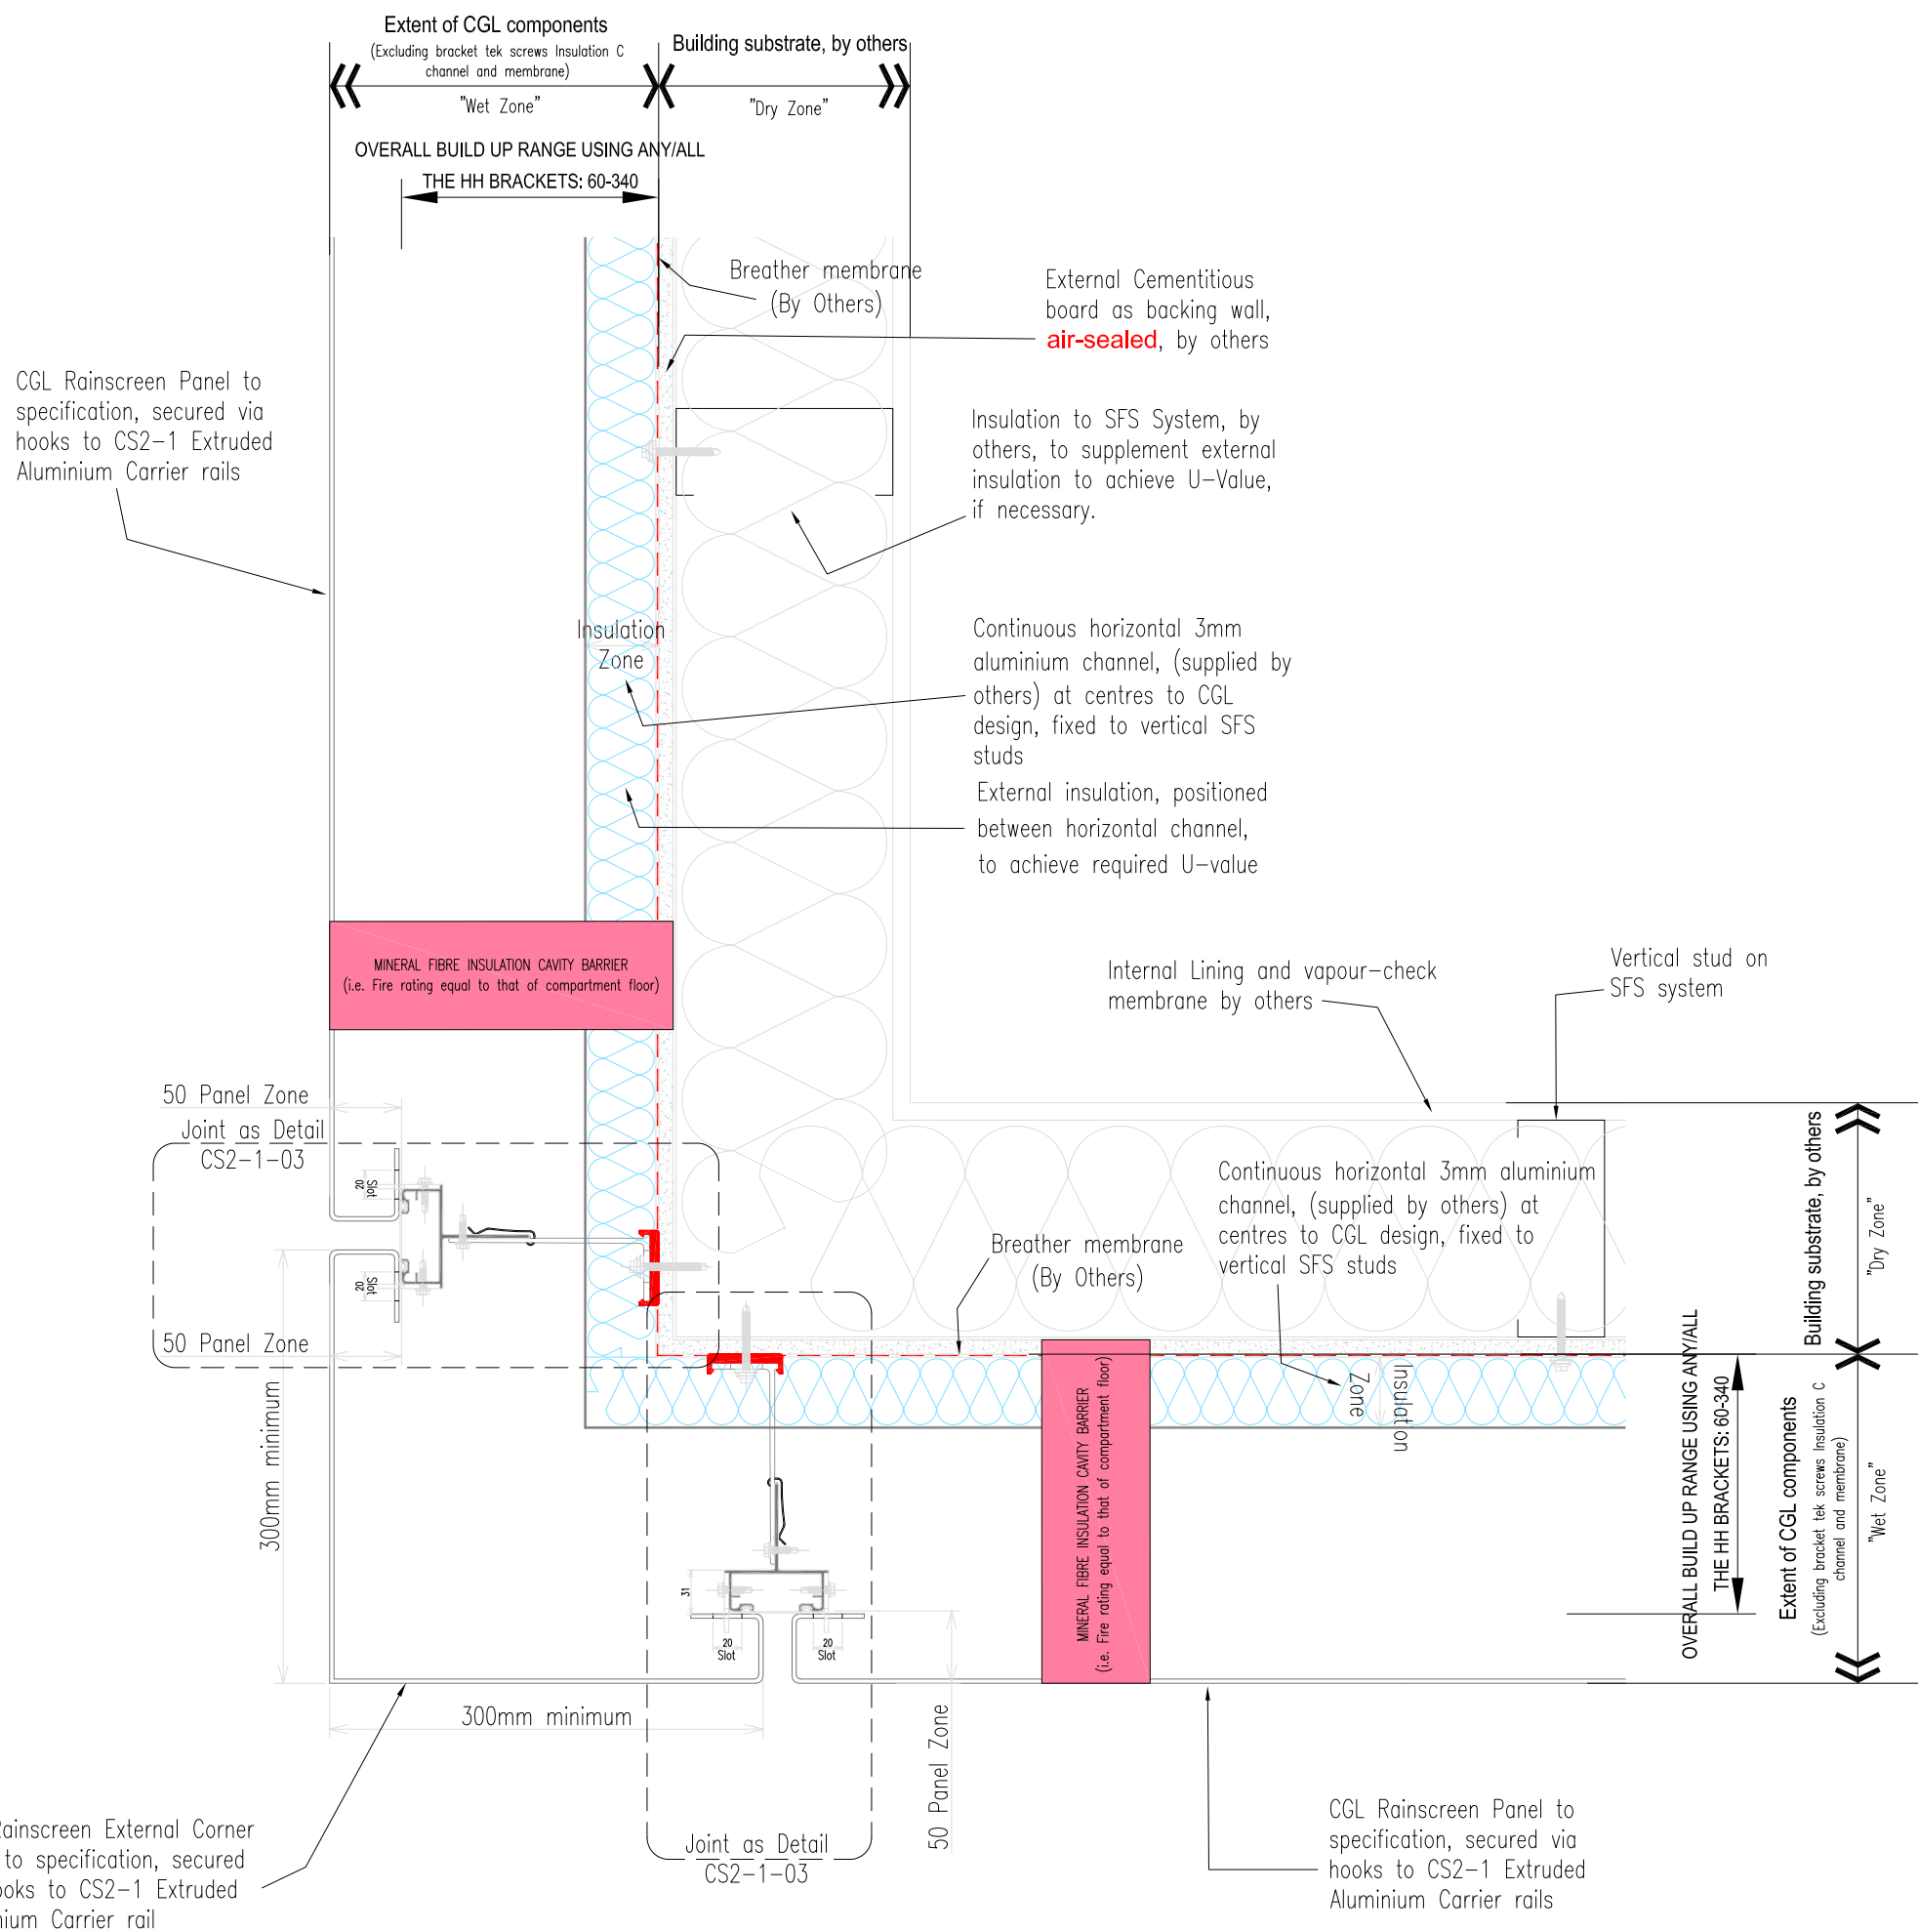 Extent of CGL components
(Excluding bracket tek screws Insulation C
channel and membrane)
"Wet Zone"
Building substrate, by others
"Dry Zone"
OVERALL BUILD UP RANGE USING ANY/ALL
THE HH BRACKETS: 60-340
Breather membrane
(By Others)
External Cementitious
board as backing wall,
air-sealed, by others
CGL Rainscreen Panel to
specification, secured via
hooks to CS2-1 Extruded
Aluminium Carrier rails
Insulation to SFS System, by
others, to supplement external
insulation to achieve U-Value,
if necessary.
Insulation
Zone
Continuous horizontal 3mm
aluminium channel, (supplied by
others) at centres to CGL
design, fixed to vertical SFS
studs
External insulation, positioned
between horizontal channel,
to achieve required U-value
MINERAL FIBRE INSULATION CAVITY BARRIER
(i.e. Fire rating equal to that of compartment floor)
Internal Lining and vapour-check
membrane by others
Vertical stud on
SFS system
50 Panel Zone
Joint as Detail
CS2-1-03
20
Slot
20
Slot
50 Panel Zone
300mm minimum
Breather membrane
(By Others)
Continuous horizontal 3mm aluminium
channel, (supplied by others) at
centres to CGL design, fixed to
vertical SFS studs
Insulation
Zone
MINERAL FIBRE INSULATION CAVITY BARRIER
(i.e. Fire rating equal to that of compartment floor)
Building substrate, by others
"Dry Zone"
OVERALL BUILD UP RANGE USING ANY/ALL
THE HH BRACKETS: 60-340
Extent of CGL components
(Excluding bracket tek screws Insulation C
channel and membrane)
"Wet Zone"
31
20
Slot
20
Slot
300mm minimum
50 Panel Zone
Joint as Detail
CS2-1-03
Rainscreen External Corner
to specification, secured
hooks to CS2-1 Extruded
Carrier rail
CGL Rainscreen Panel to
specification, secured via
hooks to CS2-1 Extruded
Aluminium Carrier rails